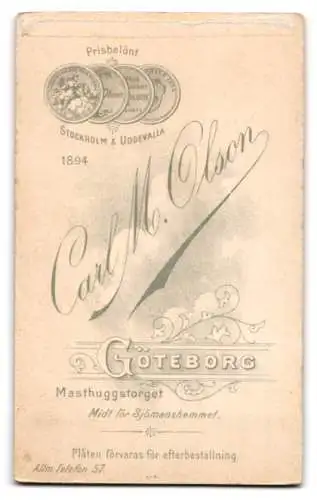 Prisbelönt
STOCKHOLM & UDDEVALLA
1894
Carl M. Olson
GÖTEBORG
Masthuggstorget
Midt för Sjömanshemmet.
Plåten förvaras för efterbeställning.
Allm Telefon 57.